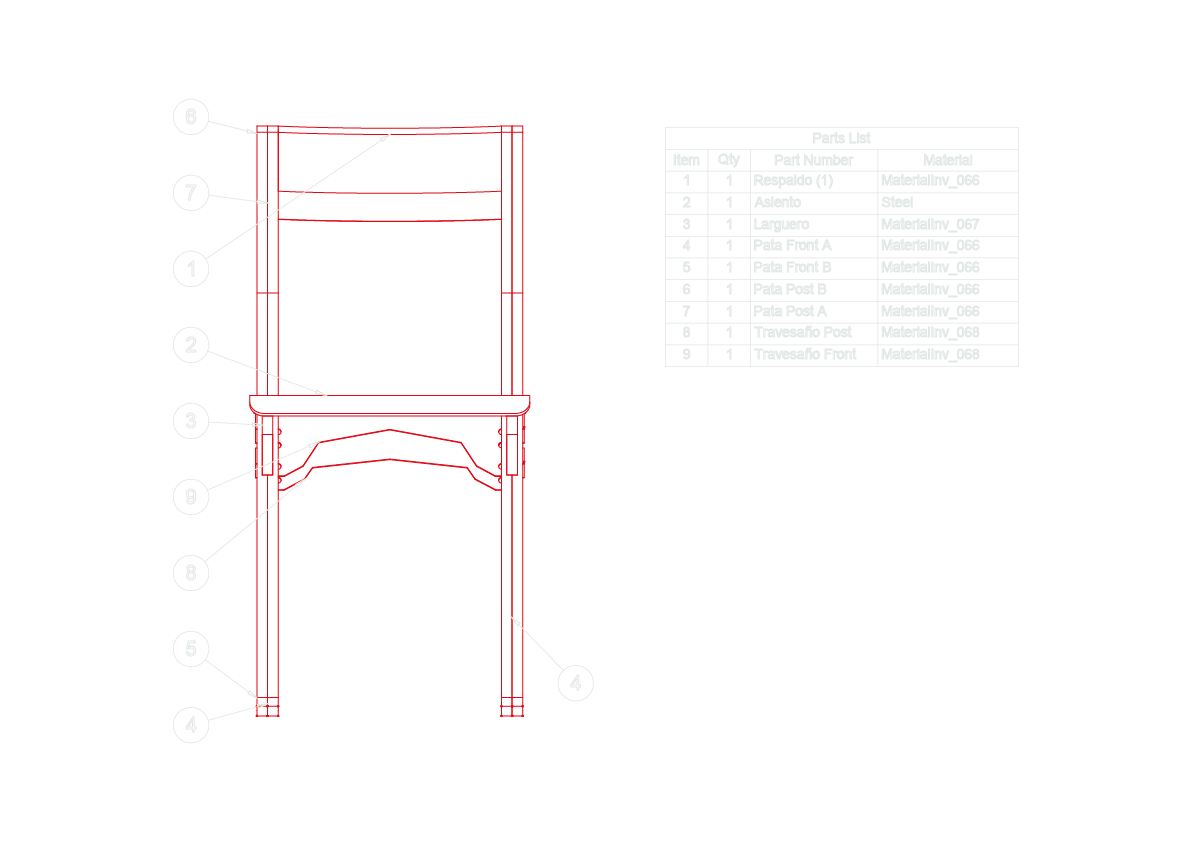 6
7
1
2
3
9
8
5
4
4
Parts List
Item Qty Part Number Material
1 1 Respaldo (1) MaterialInv_066
2 1 Asiento Steel
3 1 Larguero MaterialInv_067
4 1 Pata Front A MaterialInv_066
5 1 Pata Front B MaterialInv_066
6 1 Pata Post B MaterialInv_066
7 1 Pata Post A MaterialInv_066
8 1 Travesaño Post MaterialInv_068
9 1 Travesaño Front MaterialInv_068